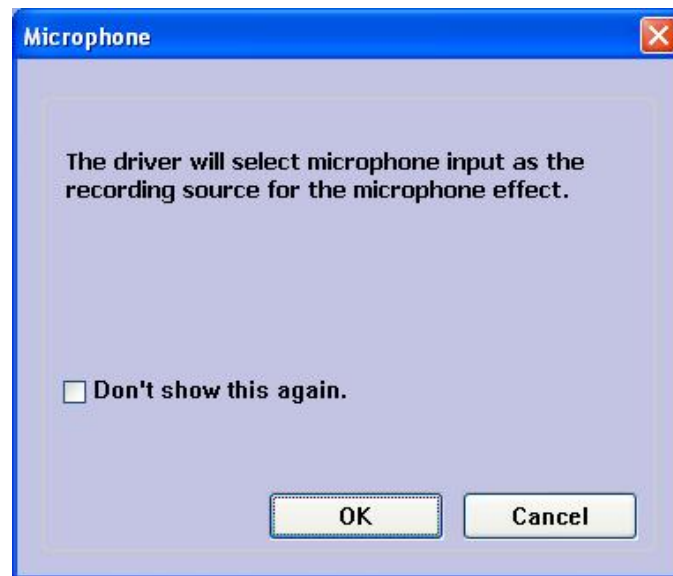 Microphone
The driver will select microphone input as the
recording source for the microphone effect.
Don't show this again.
OK
Cancel